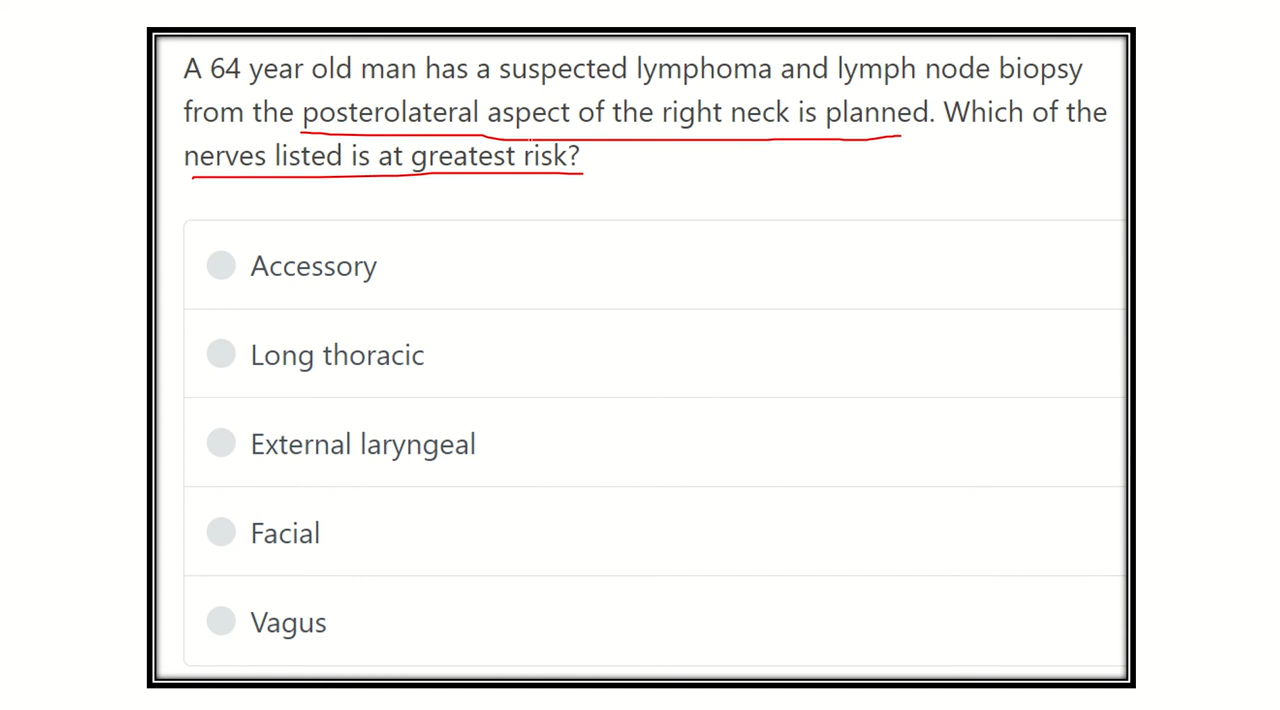 A 64 year old man has a suspected lymphoma and lymph node biopsy
from the posterolateral aspect of the right neck is planned. Which of the
nerves listed is at greatest risk?
Accessory
Long thoracic
External laryngeal
Facial
Vagus